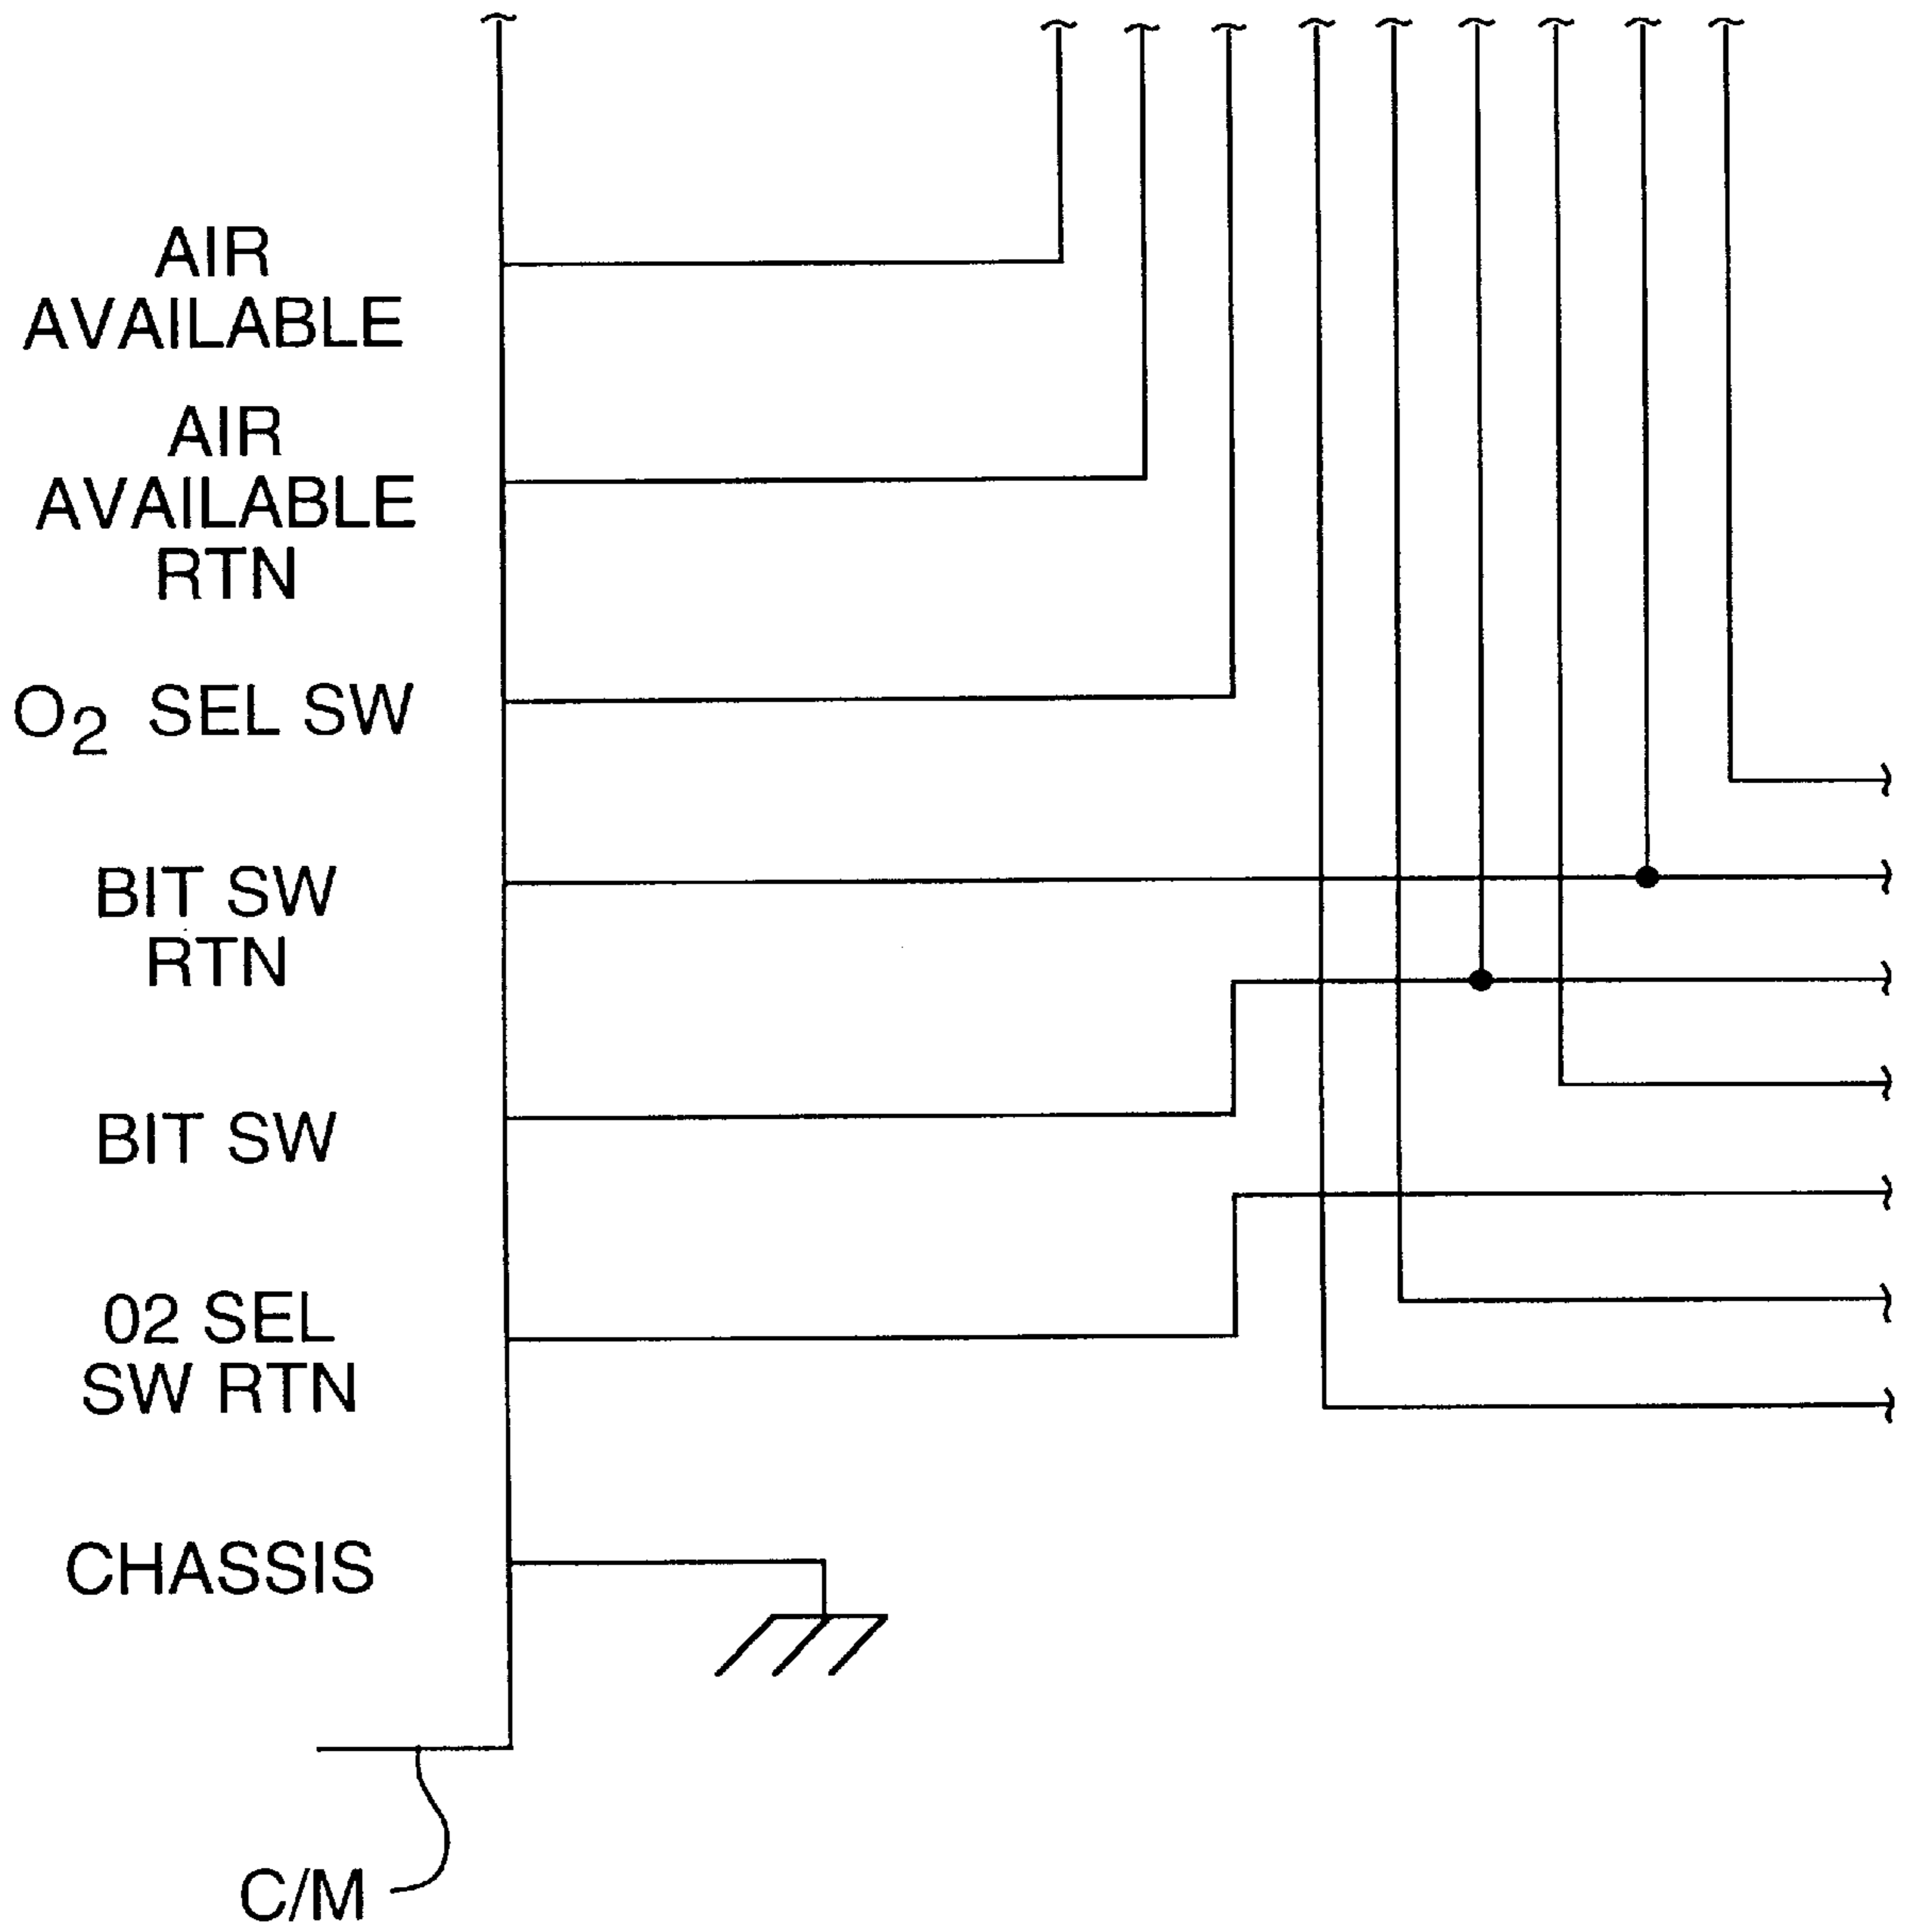 AIR
AVAILABLE
AIR
AVAILABLE
RTN
O₂ SEL SW
BIT SW
RTN
BIT SW
02 SEL
SW RTN
CHASSIS
C/M